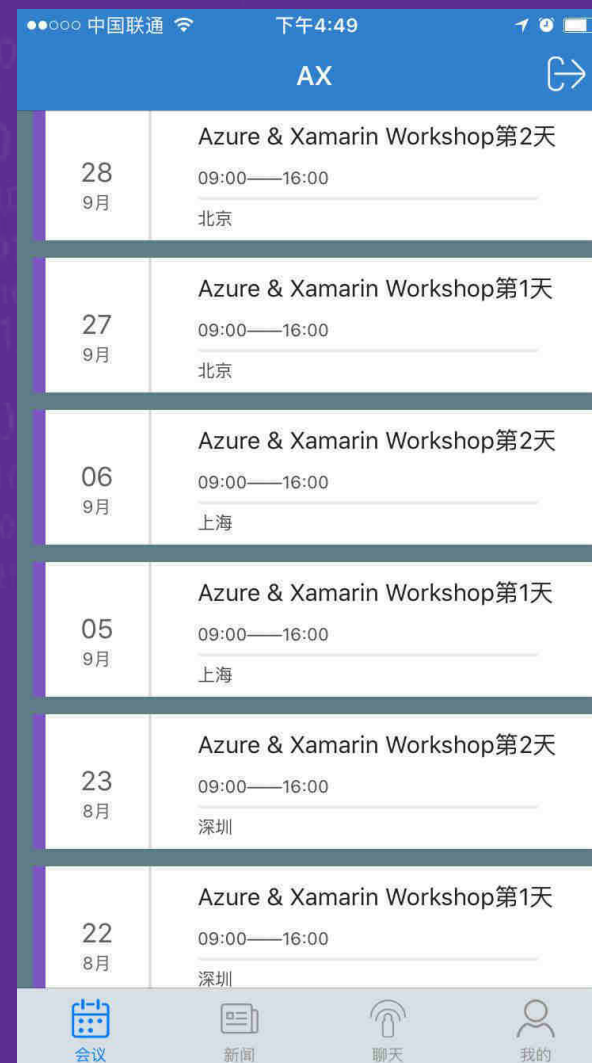 中国联通 下午4:49
AX
Azure & Xamarin Workshop第2天
28
9月
09:00——16:00
北京
Azure & Xamarin Workshop第1天
27
9月
09:00——16:00
北京
Azure & Xamarin Workshop第2天
06
9月
09:00——16:00
上海
Azure & Xamarin Workshop第1天
05
9月
09:00——16:00
上海
Azure & Xamarin Workshop第2天
23
8月
09:00——16:00
深圳
Azure & Xamarin Workshop第1天
22
8月
09:00——16:00
深圳
会议 新闻 聊天 我的